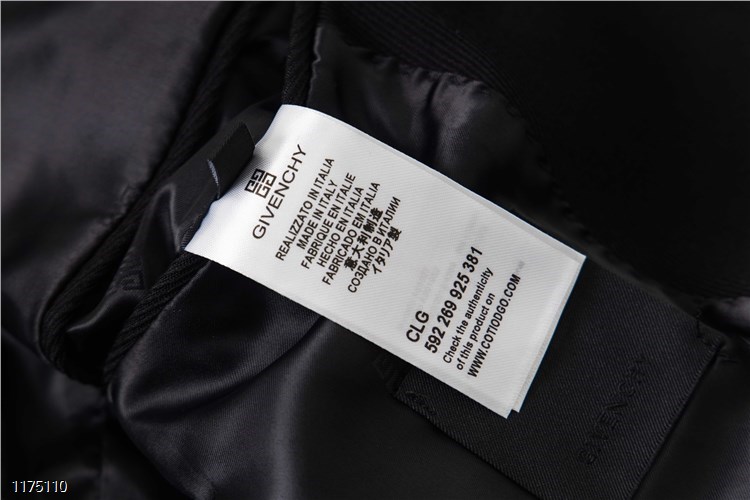 GIVENCHY
REALIZZATO IN ITALIA
MADE IN ITALY
FABRIQUE EN ITALIE
HECHO EN ITALIA
FABRICADO EM ITALIA
意大利制造
СОЗДАНО В ИТАЛИИ
イタリア製
CLG
592 269 925 381
Check the authenticity
of this product on
WWW.COTTODGO.COM
GIVENCHY
1175110